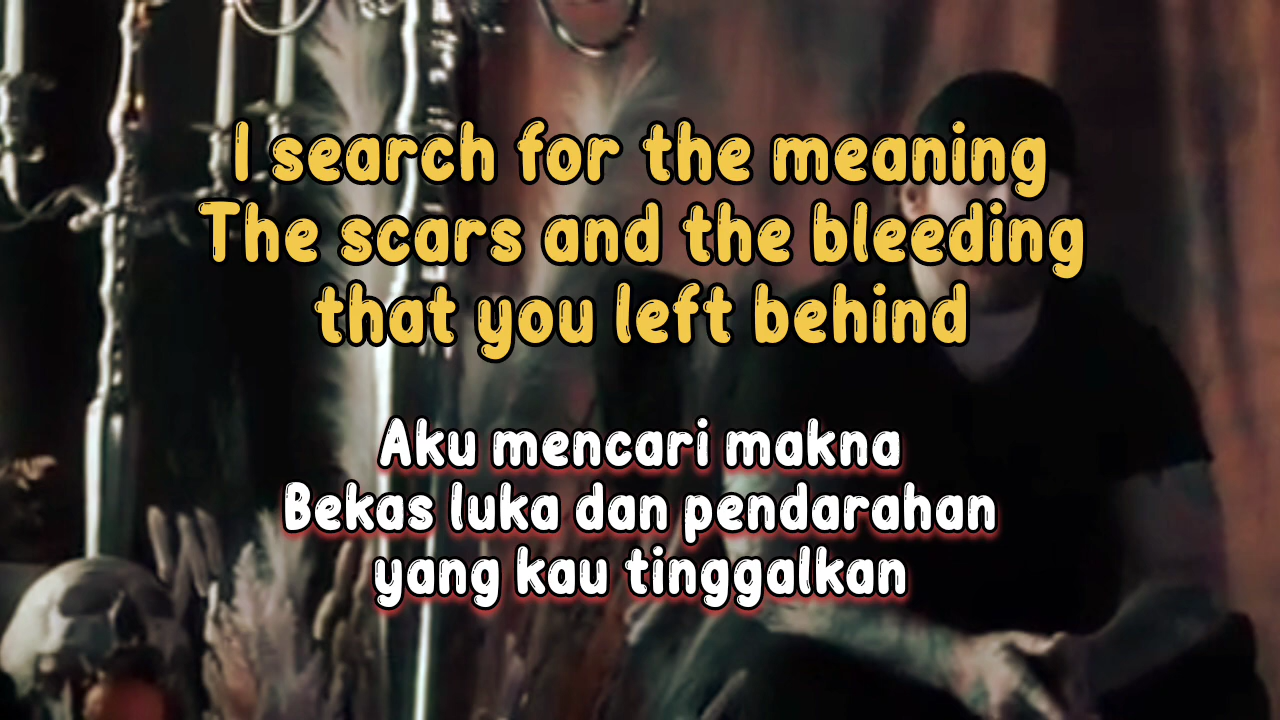 I search for the meaning
The scars and the bleeding
that you left behind
Aku mencari makna
Bekas luka dan pendarahan
yang kau tinggalkan